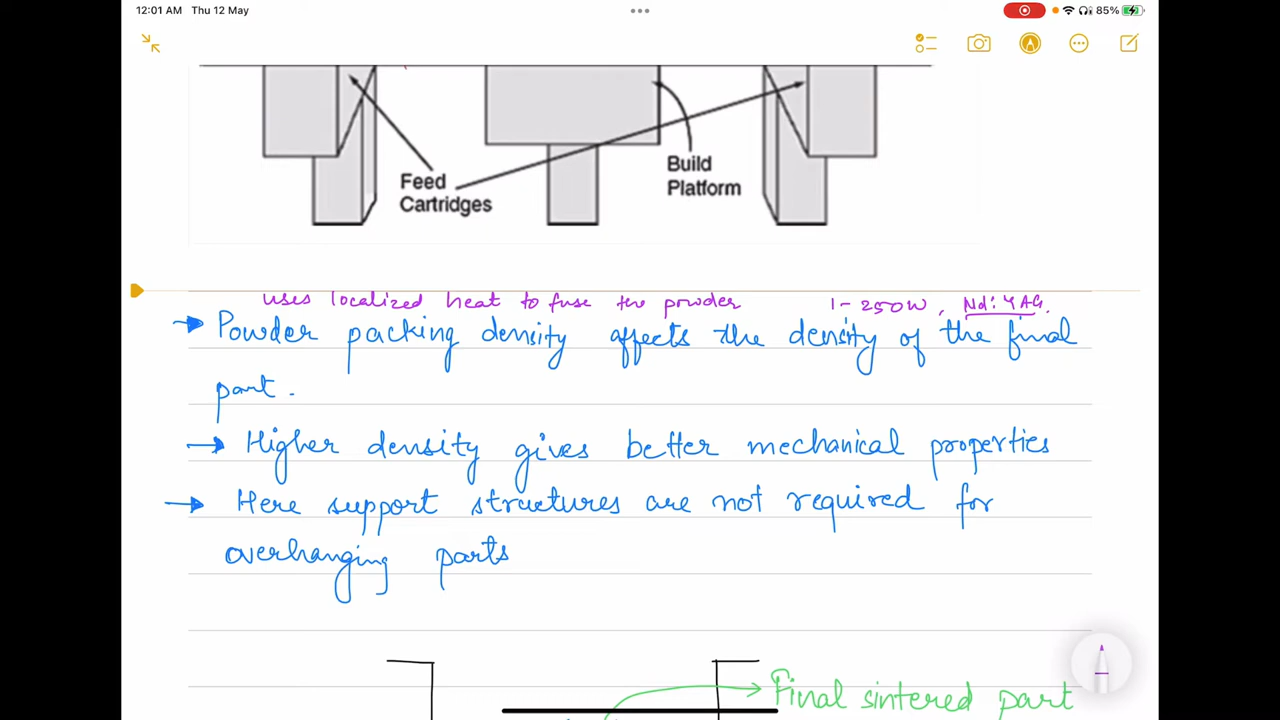 12:01 AM Thu 12 May
85%
Feed
Cartridges
Build
Platform
uses localized heat to fuse the powder 1-250W, Nd:YAG.
→ Powder packing density affects the density of the final
part.
→ Higher density gives better mechanical properties
→ Here support structures are not required for
overhanging parts
Final sintered part